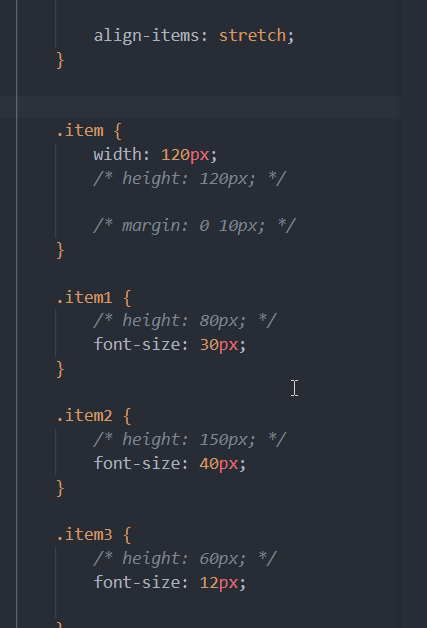 align-items: stretch;
}
.item {
width: 120px;
/* height: 120px; */
/* margin: 0 10px; */
}
.item1 {
/* height: 80px; */
font-size: 30px;
}
.item2 {
/* height: 150px; */
font-size: 40px;
}
.item3 {
/* height: 60px; */
font-size: 12px;
}